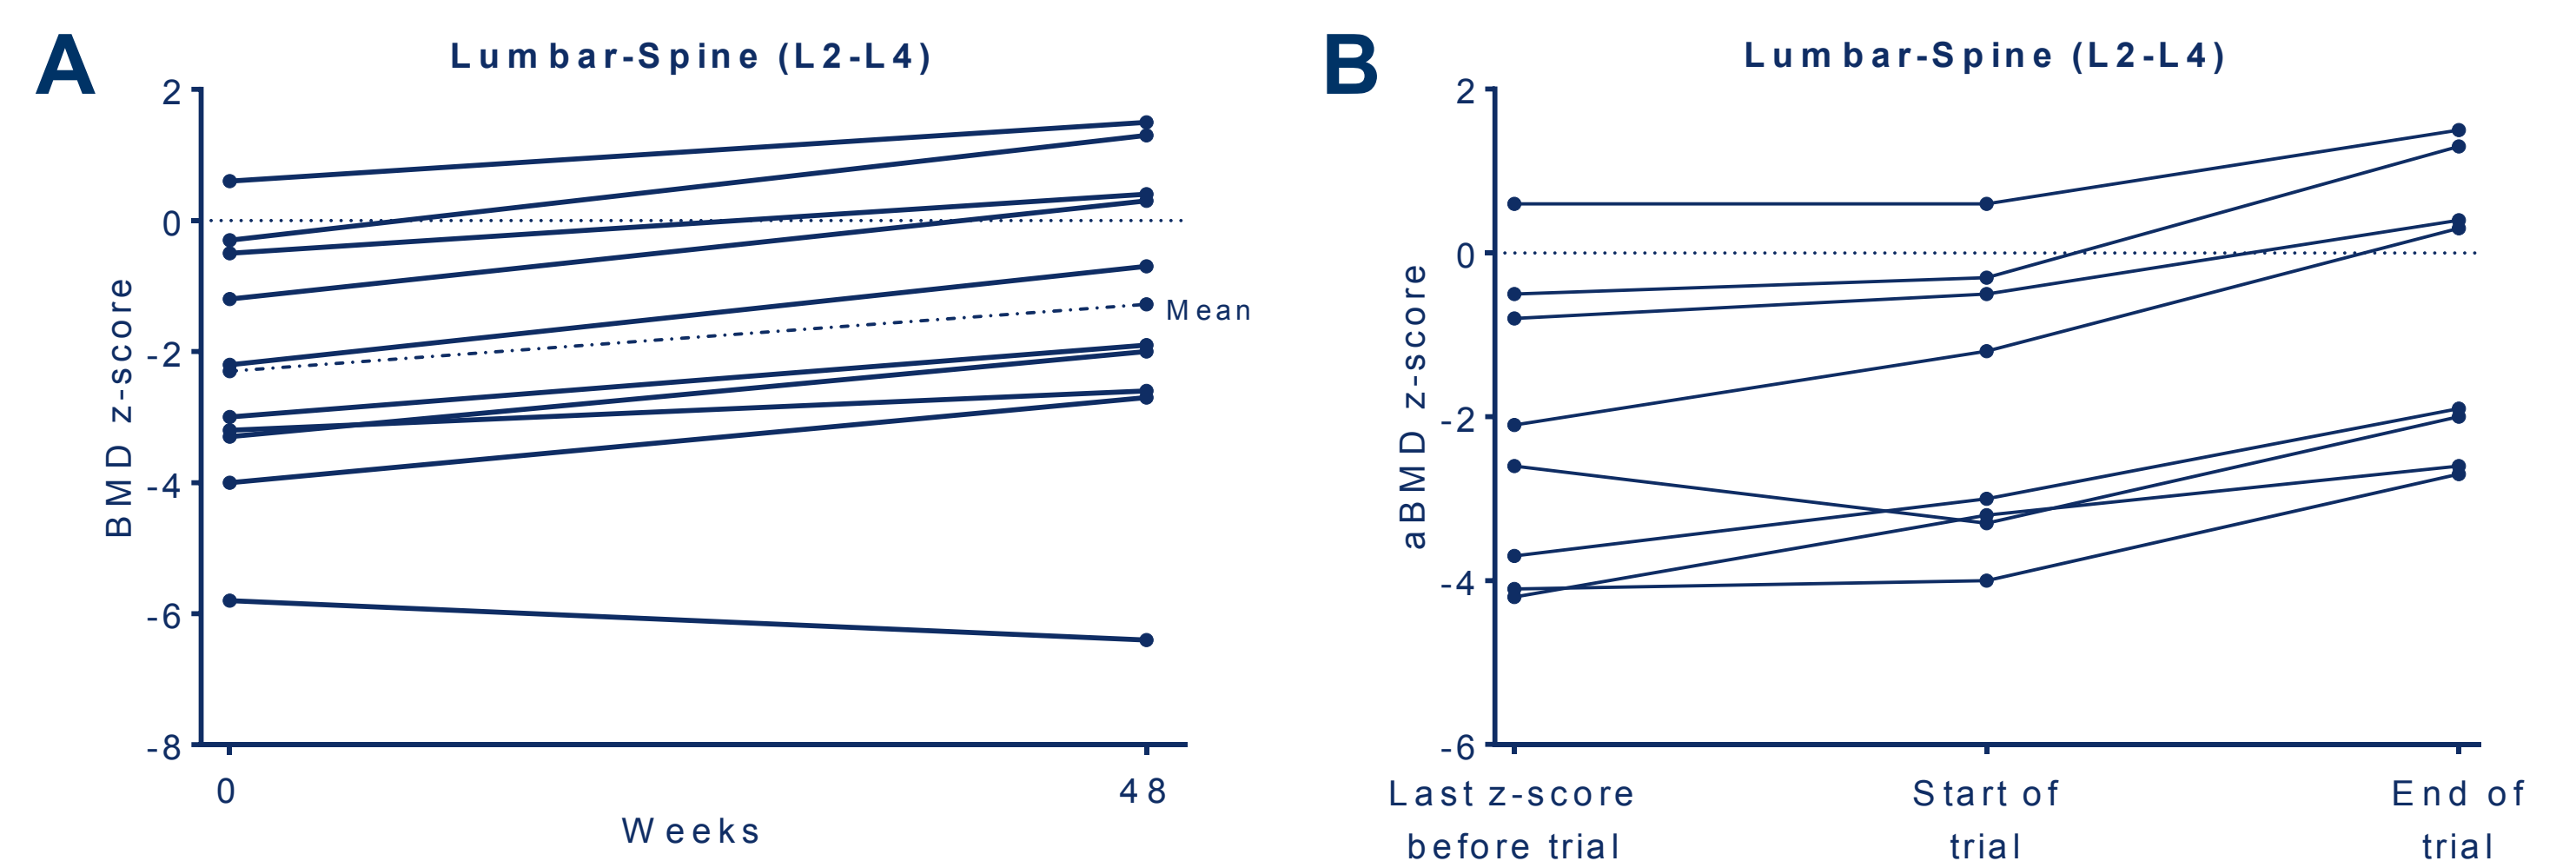 A
Lumbar-Spine (L2-L4)
BMD z-score
2
0
-2
-4
-6
-8
Mean
0
48
Weeks
B
Lumbar-Spine (L2-L4)
aBMD z-score
2
0
-2
-4
-6
Last z-score
before trial
Start of
trial
End of
trial